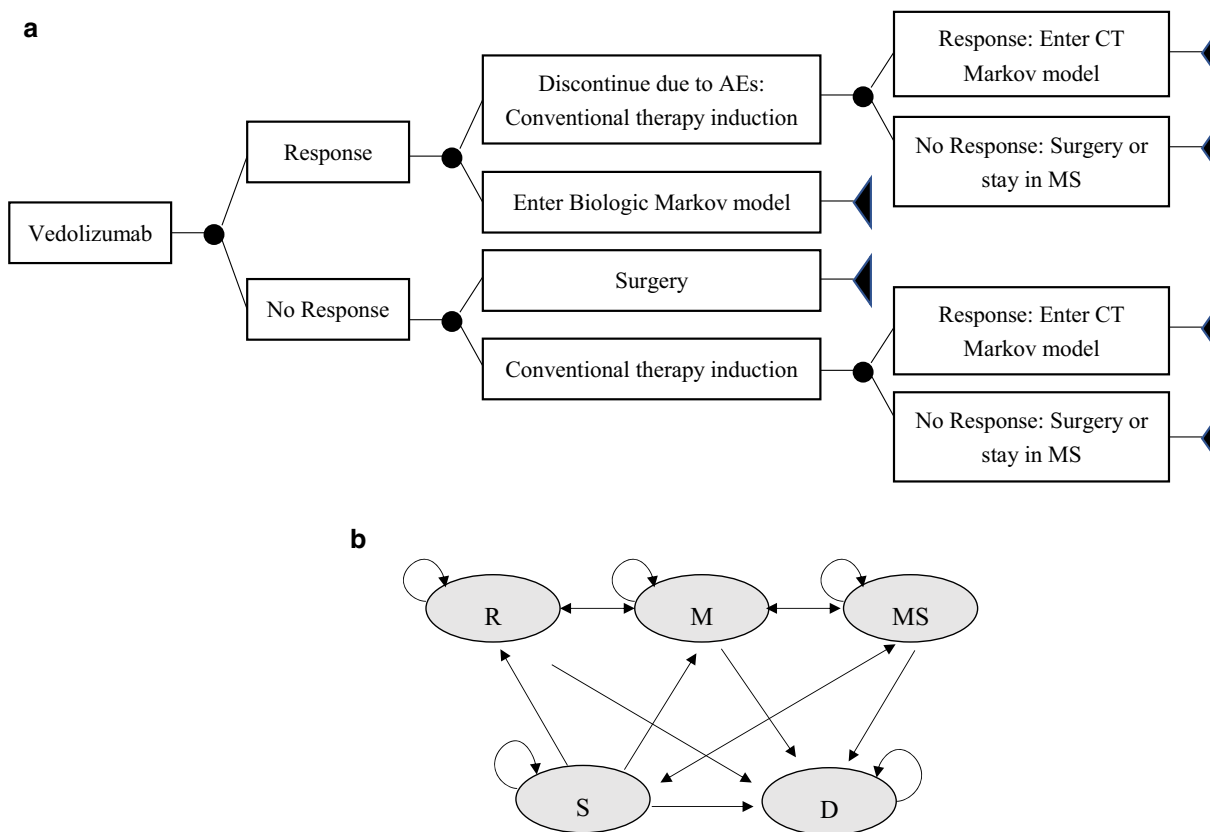 a
Vedolizumab
Response
No Response
Discontinue due to AEs:
Conventional therapy induction
Enter Biologic Markov model
Surgery
Conventional therapy induction
Response: Enter CT
Markov model
No Response: Surgery or
stay in MS
Response: Enter CT
Markov model
No Response: Surgery or
stay in MS
b
R
M
MS
S
D